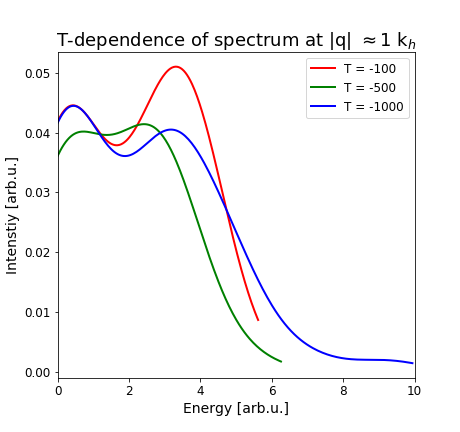 T-dependence of spectrum at |q| ≈1 kₕ
T = -100
T = -500
T = -1000
Intenstiy [arb.u.]
0.05
0.04
0.03
0.02
0.01
0.00
0 2 4 6 8 10
Energy [arb.u.]